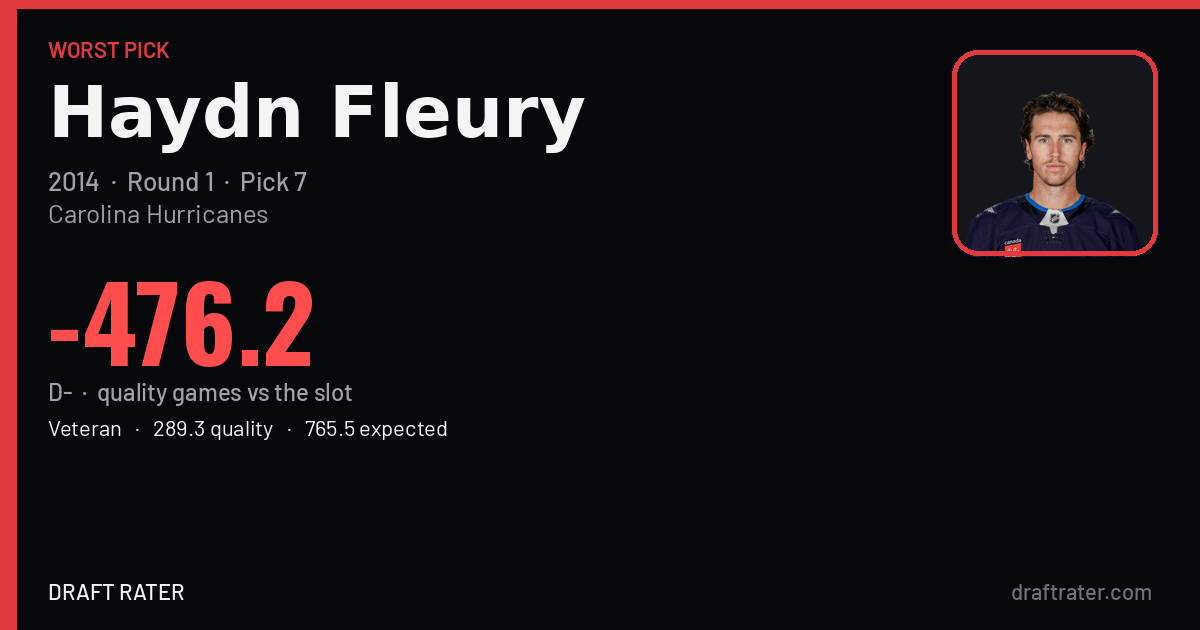 WORST PICK
Haydn Fleury
2014 · Round 1 · Pick 7
Carolina Hurricanes
-476.2
D- · quality games vs the slot
Veteran · 289.3 quality · 765.5 expected
DRAFT RATER
draftrater.com